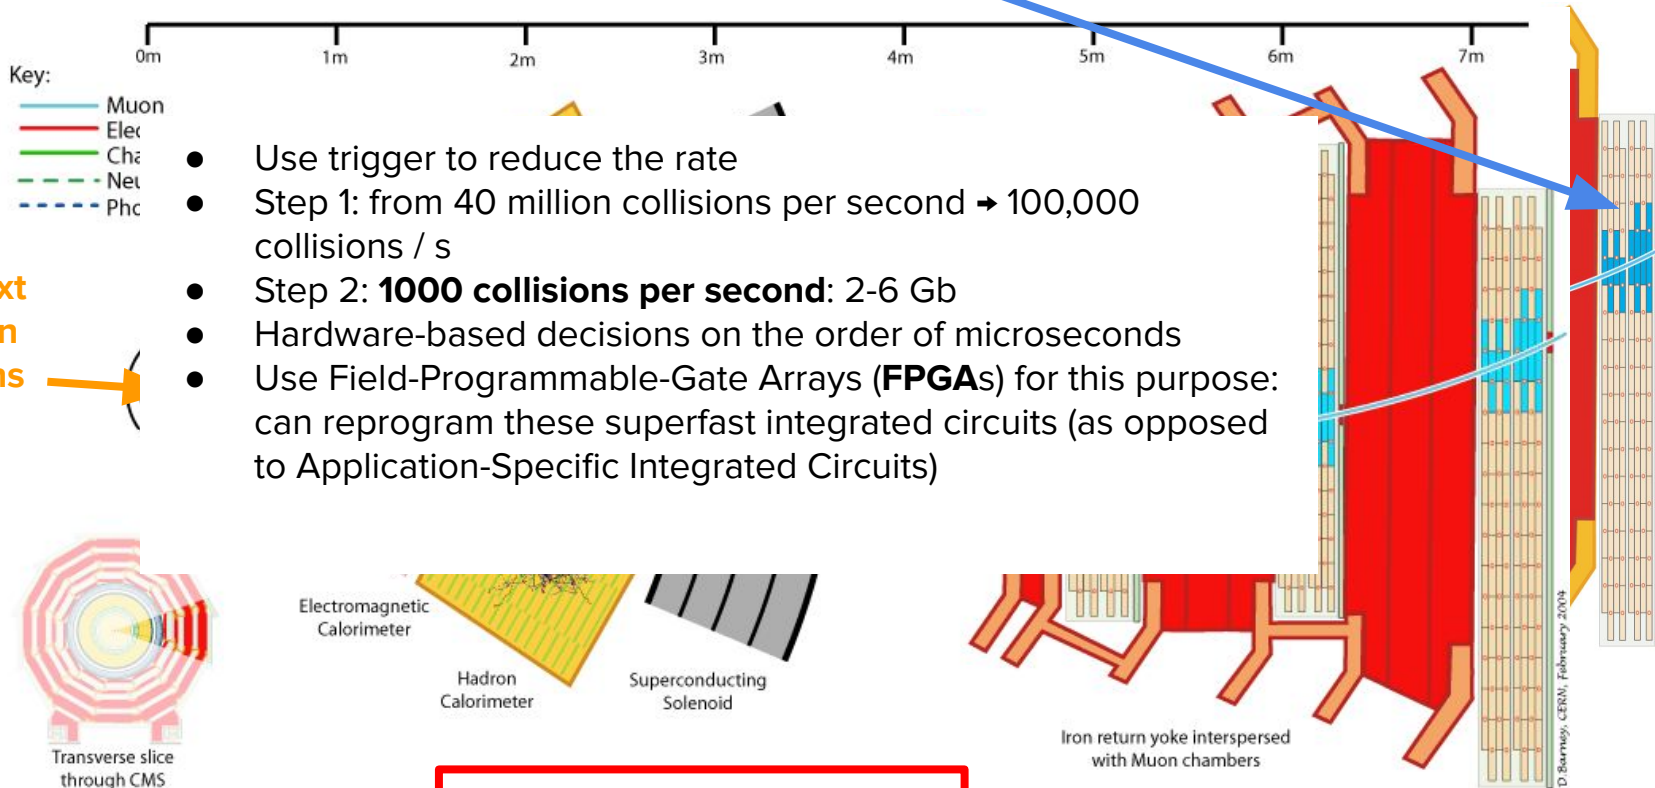 0m 1m 2m 3m 4m 5m 6m 7m
Key:
Muon
● Use trigger to reduce the rate
● Step 1: from 40 million collisions per second → 100,000
collisions / s
● Step 2: 1000 collisions per second: 2-6 Gb
● Hardware-based decisions on the order of microseconds
● Use Field-Programmable-Gate Arrays (FPGAs) for this purpose:
can reprogram these superfast integrated circuits (as opposed
to Application-Specific Integrated Circuits)
Electromagnetic
Calorimeter
Hadron
Calorimeter
Superconducting
Solenoid
Iron return yoke interspersed
with Muon chambers
Transverse slice
through CMS
D.Barney, CERN, February 2004